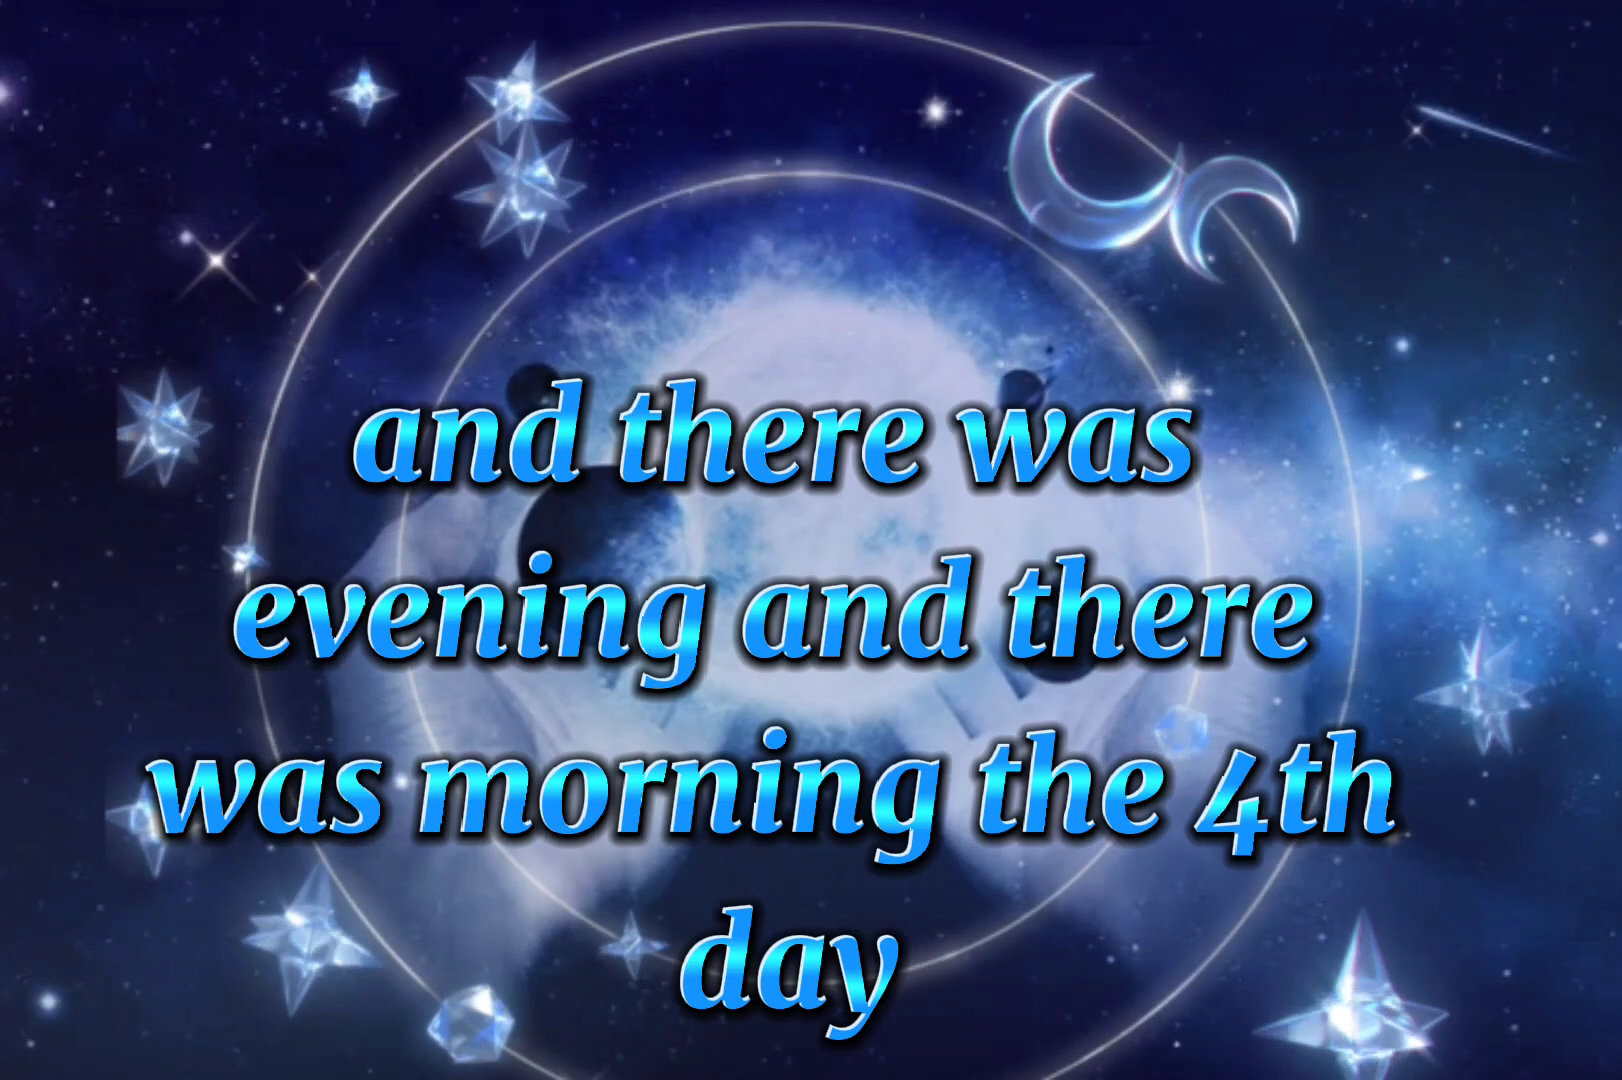 and there was
evening and there
was morning the 4th
day